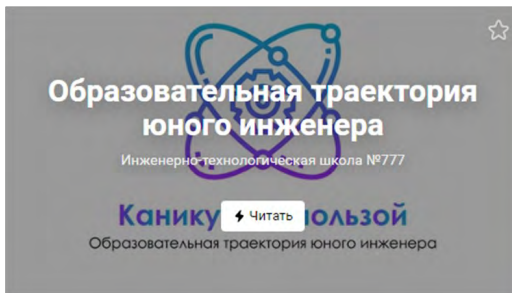 Образовательная траектория
юного инженера
Инженерно-технологическая школа №777
Читать
Образовательная траектория юного инженера